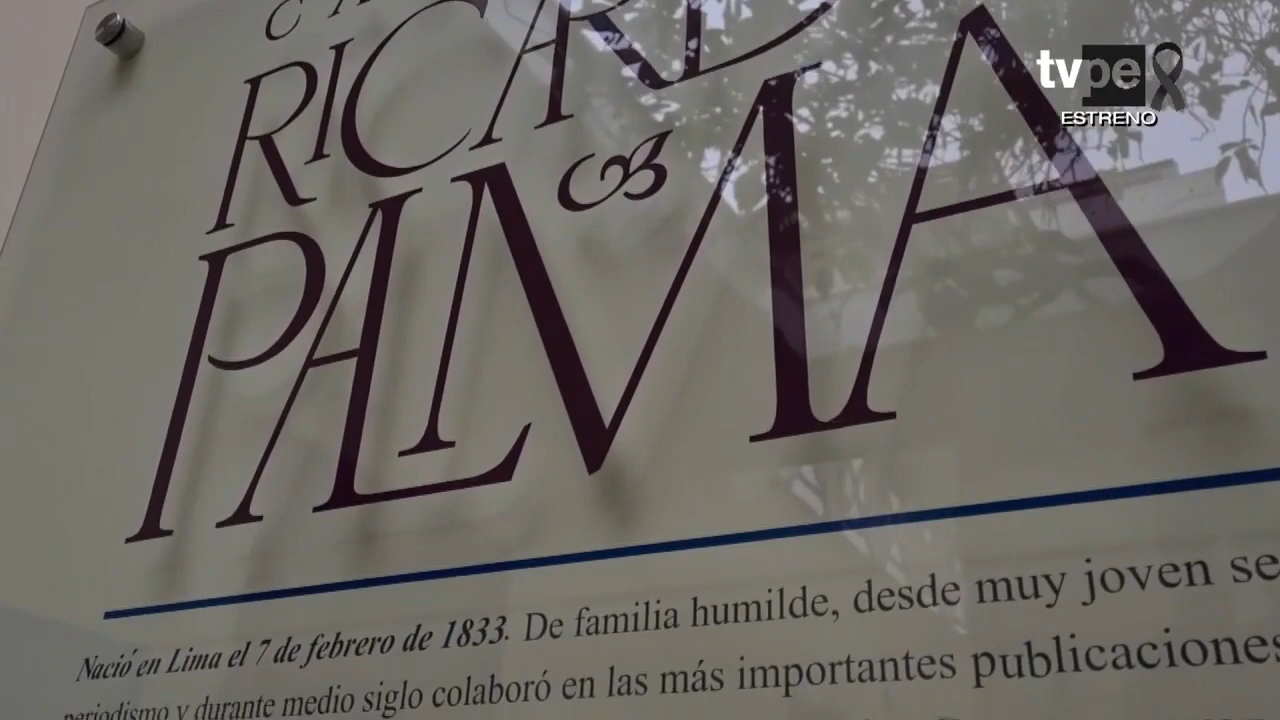 RICARDO
PALMA
Nació en Lima el 7 de febrero de 1833. De familia humilde, desde muy joven se
periodismo y durante medio siglo colaboró en las más importantes publicaciones
tvpe
ESTRENO